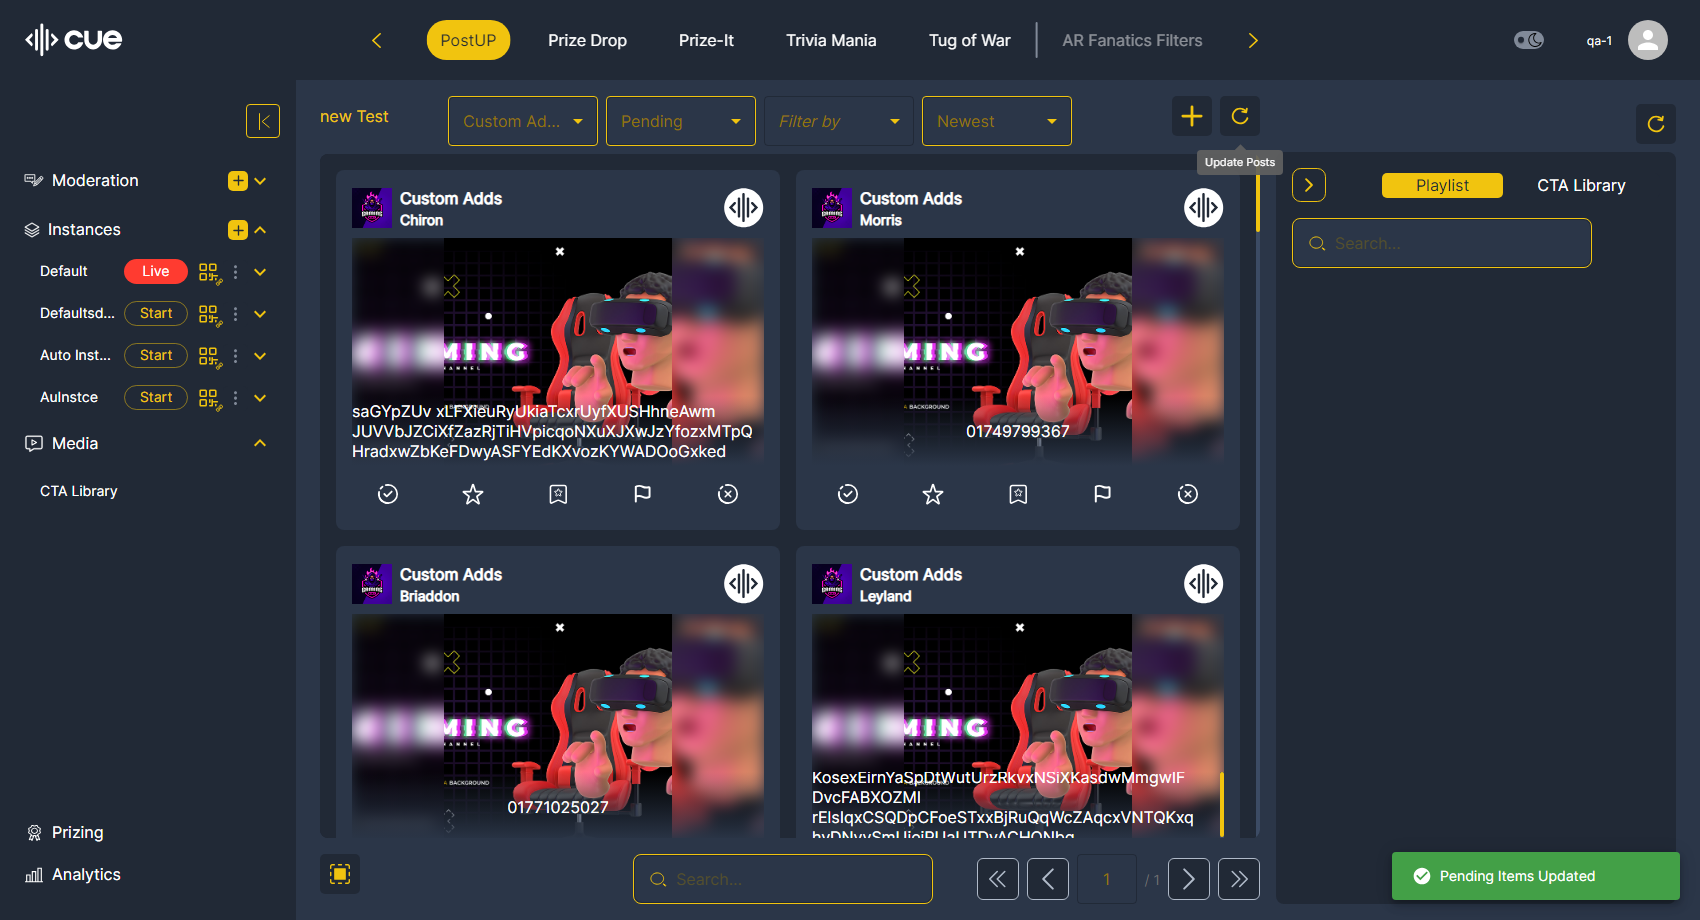 cue
PostUP
Prize Drop
Prize-It
Trivia Mania
Tug of War
AR Fanatics Filters
qa-1
new Test
Custom Ad...
Pending
Filter by
Newest
Update Posts
Moderation
Instances
Default
Live
Defaultsd...
Start
Auto Inst...
Start
AuInstce
Start
Media
CTA Library
Prizing
Analytics
Custom Adds
Chiron
MING
saGYpZUv xLFXieuRyUkiaTcxrUyfXUSHhneAwm
JUVVbJZCiXfZazRjTiHVpicqoNXuXJXwJzYfozxMTpQ
HradxwZbKeFDwyASFYEdKXvozKYWADOoGxked
Custom Adds
Morris
MING
BACKGROUND
01749799367
Custom Adds
Briaddon
MING
BACKGROUND
01771025027
Custom Adds
Leyland
MING
KosexEirnYaSpDtWutUrzRkvxNSiXKasdwMmgwIF
DvcFABXOZMI
rElsIqxCSQDpCFoeSTxxBjRuQqWcZAqcxVNTQKxq
Search...
1
/ 1
Playlist
CTA Library
Search...
Pending Items Updated